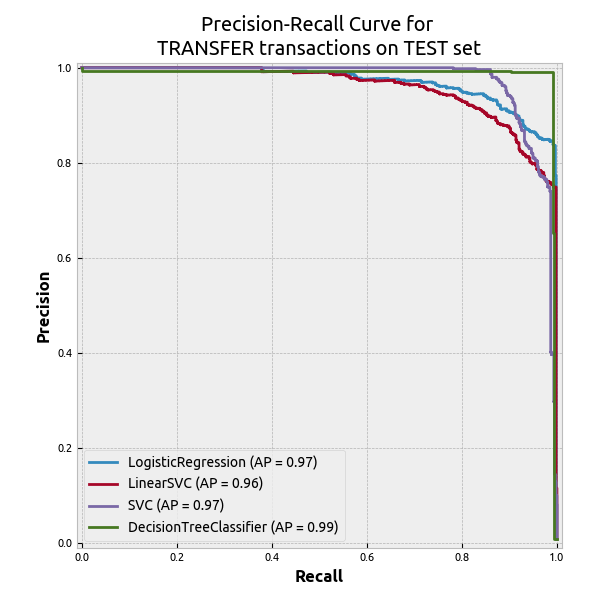 Precision-Recall Curve for
TRANSFER transactions on TEST set
1.0
0.8
0.6
0.4
0.2
0.0
Precision
LogisticRegression (AP = 0.97)
LinearSVC (AP = 0.96)
SVC (AP = 0.97)
DecisionTreeClassifier (AP = 0.99)
0.0 0.2 0.4 0.6 0.8 1.0
Recall